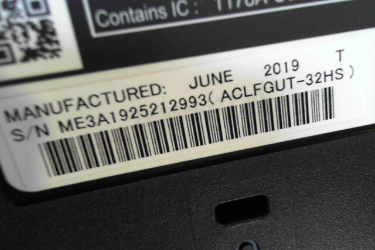 Contains IC :
MANUFACTURED: JUNE 2019 T
S/N ME3A1925212993( ACLFGUT-32HS )